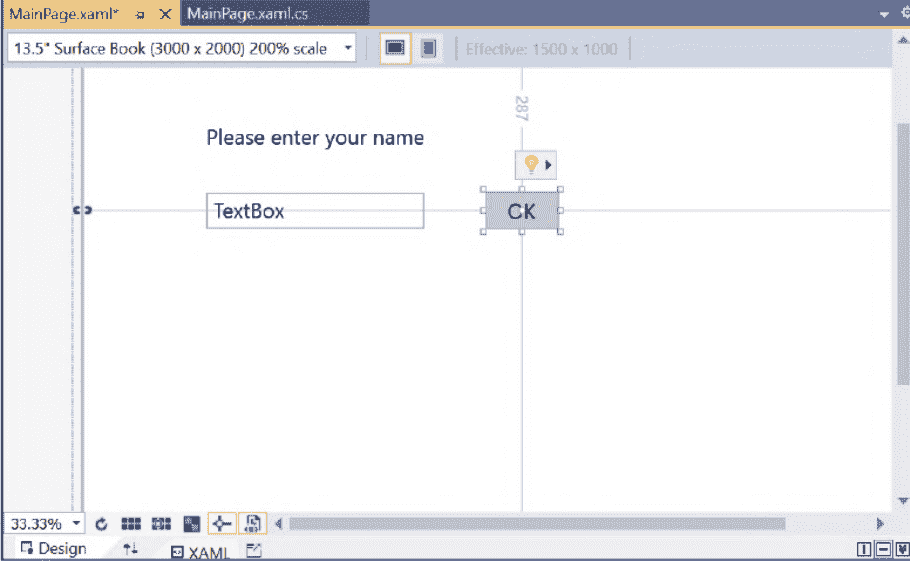 MainPage.xaml*
MainPage.xaml.cs
13.5" Surface Book (3000 x 2000) 200% scale
Effective: 1500 x 1000
287
Please enter your name
TextBox
CK
33.33%
Design
XAML